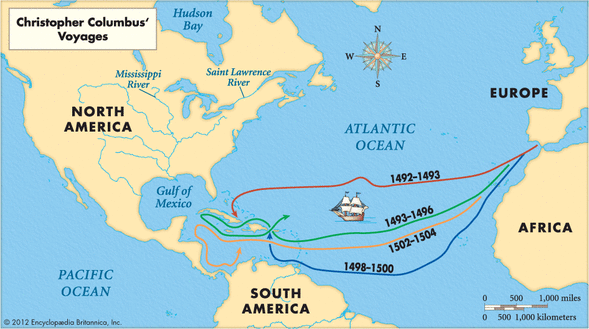 Christopher Columbus'
Voyages
Hudson
Bay
N
W
E
S
Mississippi
River
Saint Lawrence
River
EUROPE
NORTH
AMERICA
ATLANTIC
OCEAN
1492–1493
Gulf of
Mexico
1493–1496
1502–1504
AFRICA
1498–1500
PACIFIC
OCEAN
SOUTH
AMERICA
0 500 1,000 miles
0 500 1,000 kilometers
© 2012 Encyclopædia Britannica, Inc.